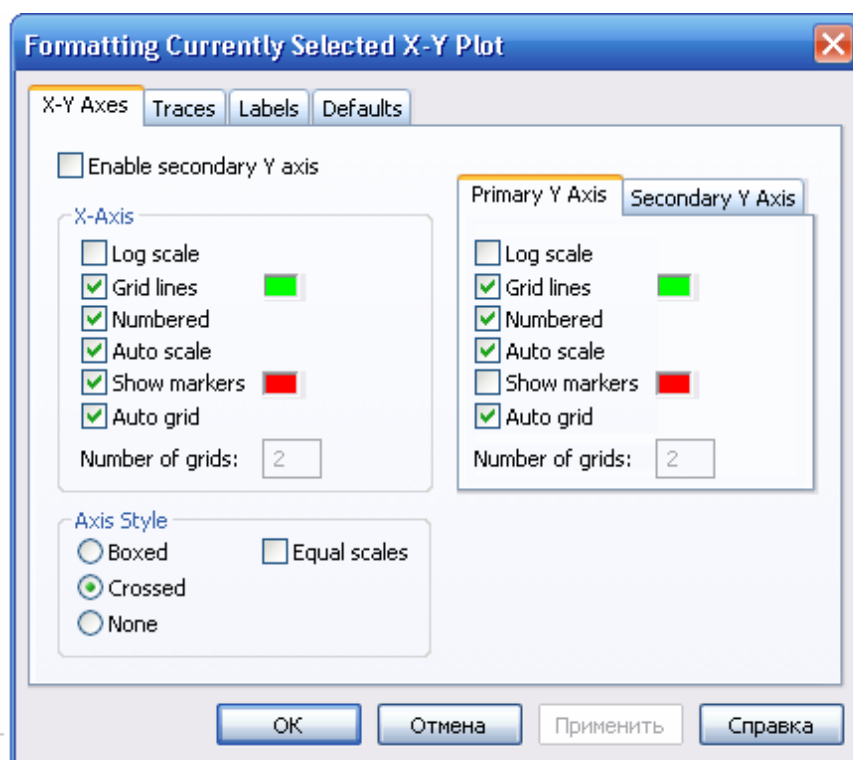 Formatting Currently Selected X-Y Plot
X-Y Axes Traces Labels Defaults
Enable secondary Y axis
X-Axis
Log scale
Grid lines
Numbered
Auto scale
Show markers
Auto grid
Number of grids: 2
Primary Y Axis Secondary Y Axis
Log scale
Grid lines
Numbered
Auto scale
Show markers
Auto grid
Number of grids: 2
Axis Style
Boxed Equal scales
Crossed
None
OK Отмена Применить Справка